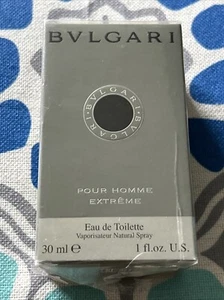 BVLGARI
BVLGARI · BVLGARI
POUR HOMME
EXTRÊME
Eau de Toilette
Vaporisateur Natural Spray
30 ml ℮ 1 fl.oz. U.S.